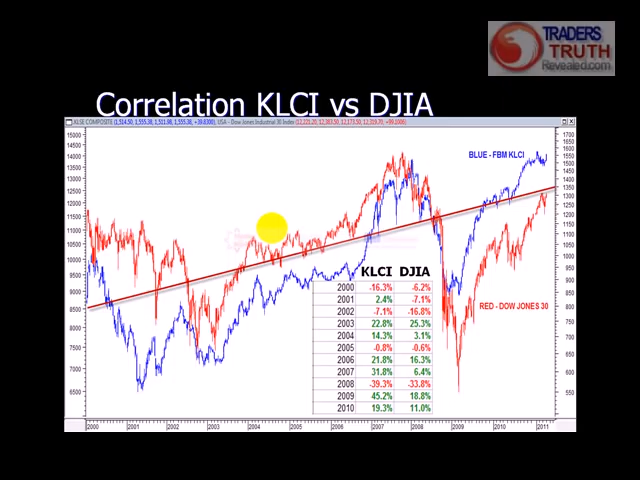 TRADERS
TRUTH
Revealed.com
Correlation KLCI vs DJIA
BLUE - FBM KLCI
RED - DOW JONES 30
KLCI DJIA
2000 -16.3% -6.2%
2001 2.4% -7.1%
2002 -7.1% -16.8%
2003 22.8% 25.3%
2004 14.3% 3.1%
2005 -0.8% -0.6%
2006 21.8% 16.3%
2007 31.8% 6.4%
2008 -39.3% -33.8%
2009 45.2% 18.8%
2010 19.3% 11.0%
15000
14500
14000
13500
13000
12500
12000
11500
11000
10500
10000
9500
9000
8500
8000
7500
7000
6500
1700
1600
1550
1500
1450
1400
1350
1300
1250
1200
1150
1100
1050
1000
950
900
850
800
750
700
650
600
550
2000 2001 2002 2003 2004 2005 2006 2007 2008 2009 2010 2011